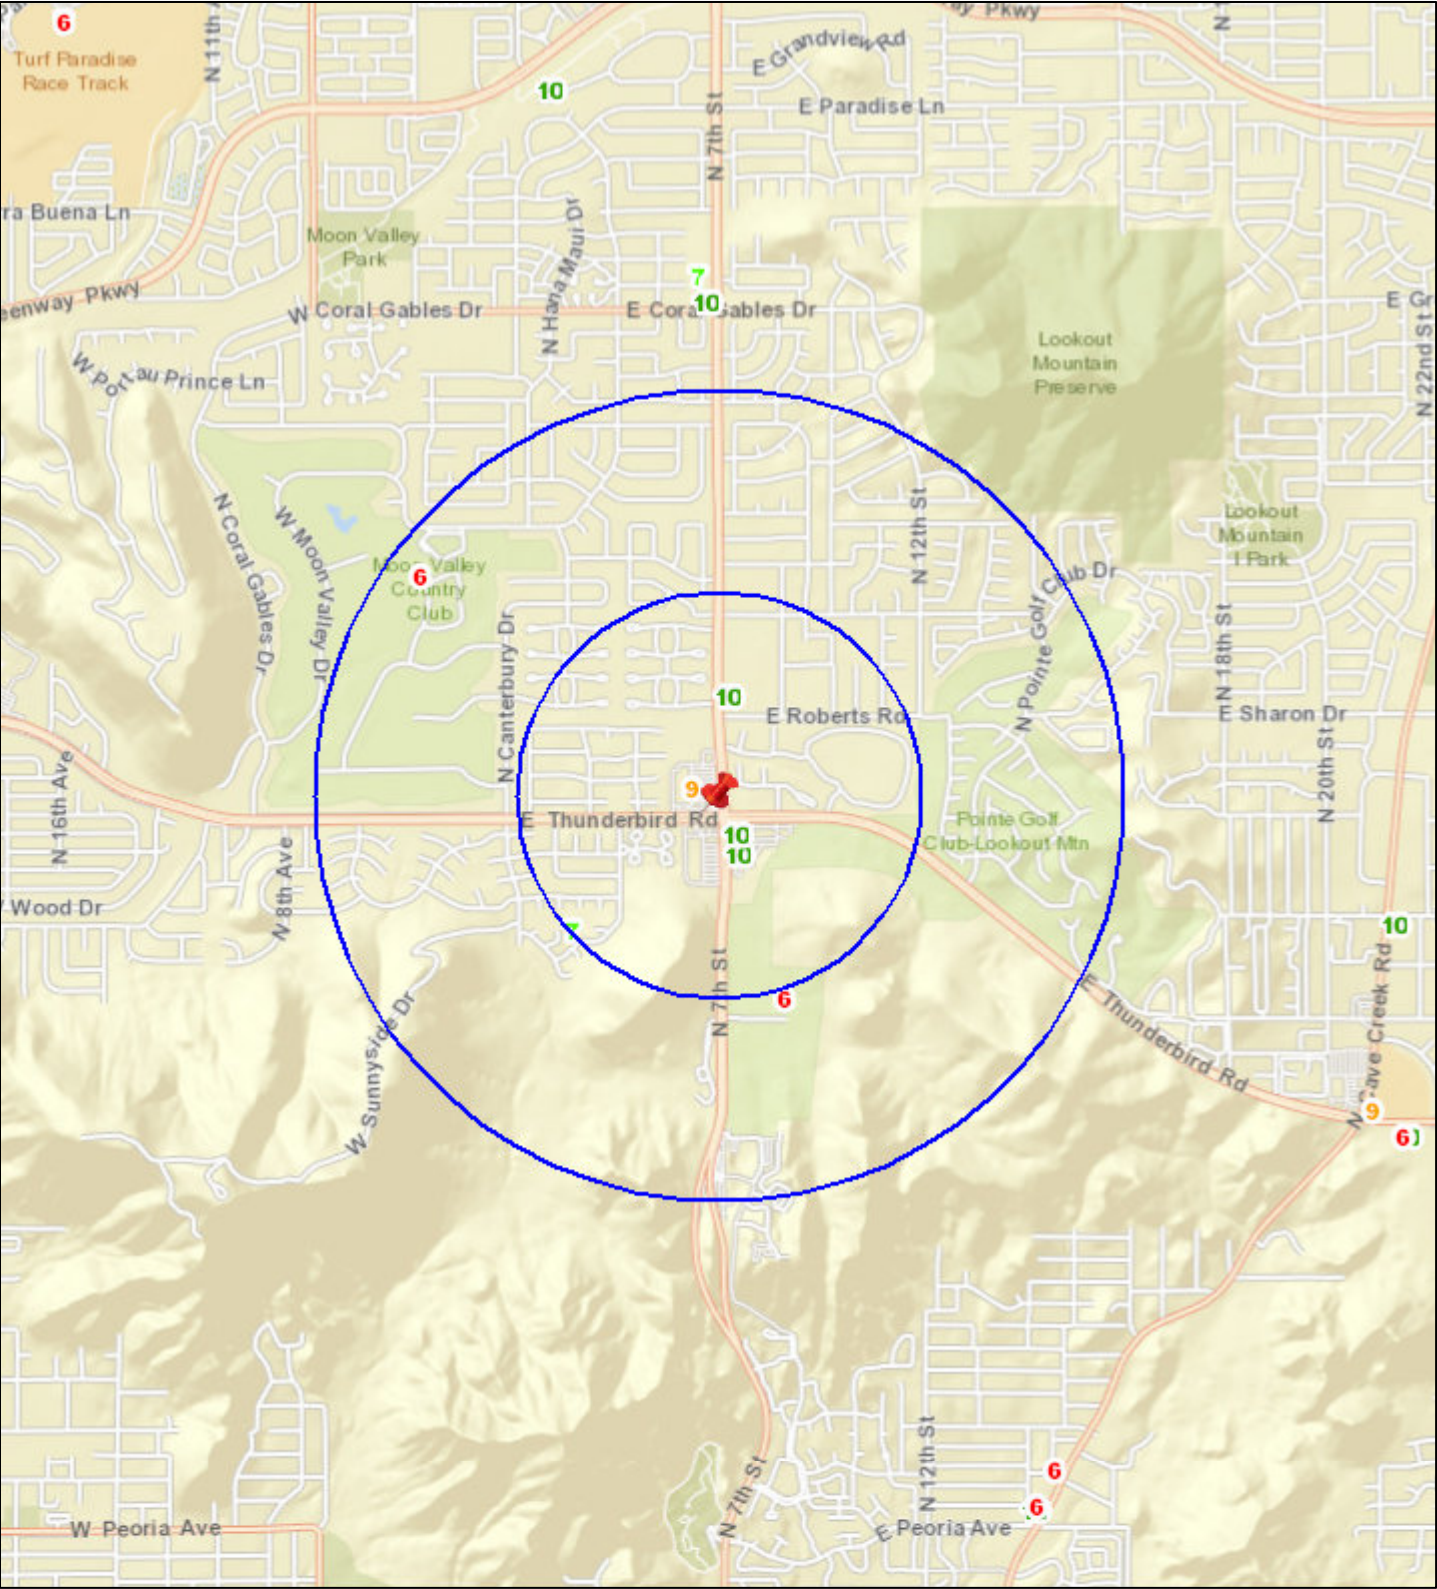 ay Pkwy
6
N 11th A
E Grandview Rd
Turf Paradise
Race Track
10
E Paradise Ln
N 7th St
ra Buena Ln
N Hana Maui Dr
Moon Valley
Park
7
10
eenway Pkwy
W Coral Gables Dr
E Coral Gables Dr
E Gr
Lookout
Mountain
Preserve
N 22nd St
W Port au Prince Ln
N Coral Gables Dr
W Moon Valley Dr
N 12th St
Lookout
Mountain
I Park
Moon Valley
Country
Club
6
N Pointe Golf Club Dr
N Canterbury Dr
N 18th St
10
E Roberts Rd
E Sharon Dr
N 16th Ave
N 20th St
9
E Thunderbird Rd
10
10
Pointe Golf
Club-Lookout Mtn
N 8th Ave
Wood Dr
7
10
N 7th St
6
W Sunnyside Dr
E Thunderbird Rd
N Cave Creek Rd
9
6
N 12th St
6
6
N 7th St
W Peoria Ave
E Peoria Ave